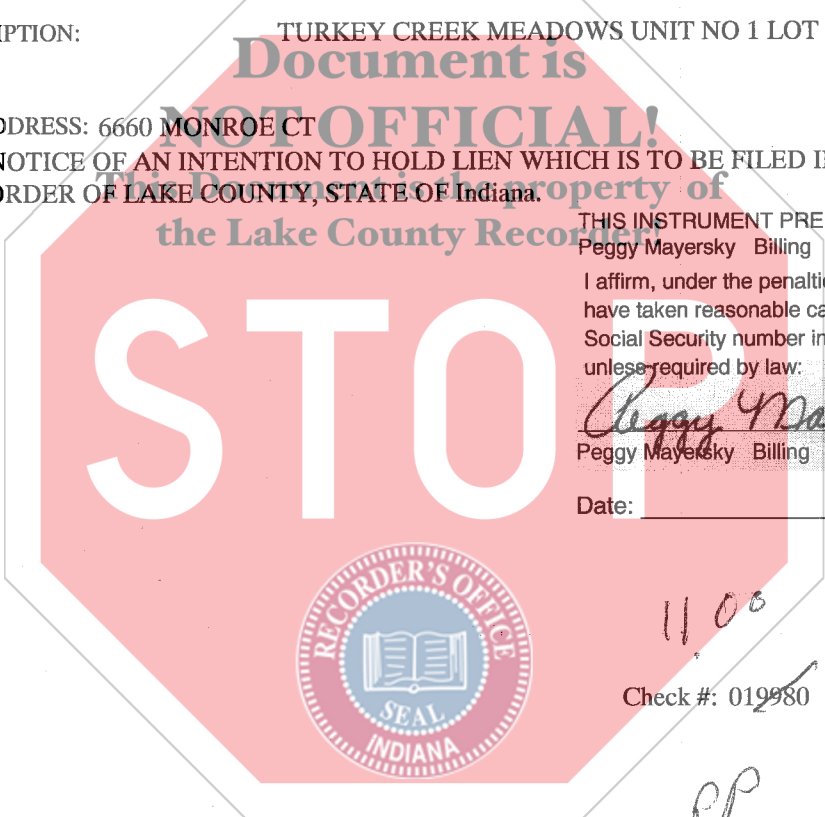 IPTION: TURKEY CREEK MEADOWS UNIT NO 1 LOT
Document is
DDRESS: 6660 MONROE CT
NOT OFFICIAL!
NOTICE OF AN INTENTION TO HOLD LIEN WHICH IS TO BE FILED I
This Document is the property of
ORDER OF LAKE COUNTY, STATE OF Indiana.
the Lake County Recorder!
THIS INSTRUMENT PRE
Peggy Mayersky Billing
I affirm, under the penalti
have taken reasonable ca
Social Security number in
unless required by law:
STOP
Peggy Ma
Peggy Mayersky Billing
Date:
RECORDER'S OFFICE
SEAL
INDIANA
11 00
Check #: 019980
PP